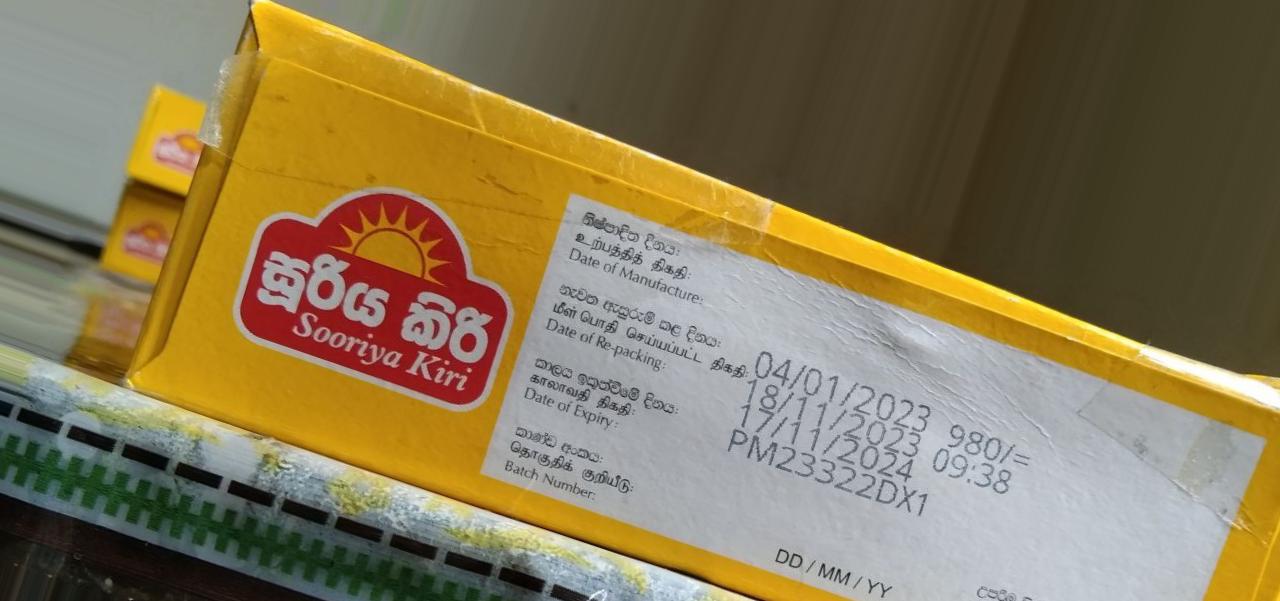 සූරිය කිරි
Sooriya Kiri
නිෂ්පාදිත දිනය:
உற்பத்தித் திகதி:
Date of Manufacture:
නැවත ඇසුරුම් කල දිනය:
மீள் பொதி செய்யப்பட்ட திகதி:
Date of Re-packing:
කාලය ඉකුත්වීමේ දිනය:
காலாவதி திகதி:
Date of Expiry:
කාණ්ඩ අංකය:
தொகுதிக் குறியீடு:
Batch Number:
04/01/2023 980/=
18/11/2023 09:38
17/11/2024
PM23322DX1
DD / MM / YY
උපරිම